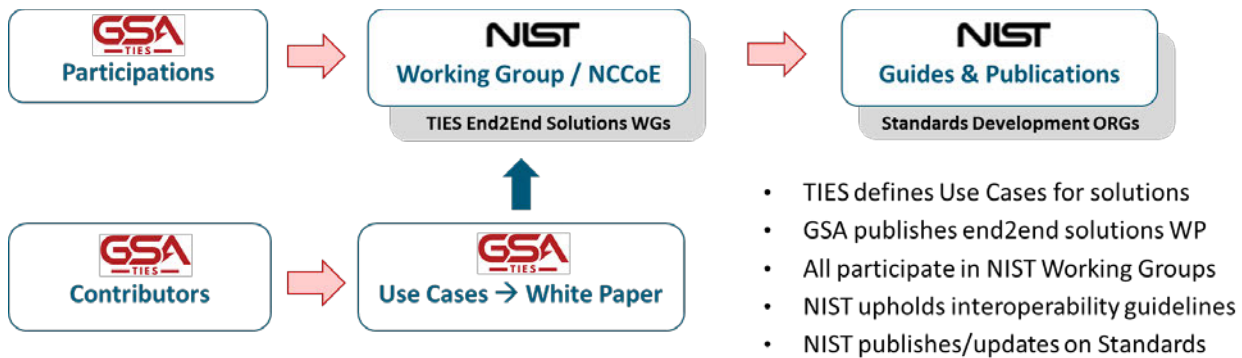 GSA
TIES
Participations
NIST
Working Group / NCCoE
TIES End2End Solutions WGs
NIST
Guides & Publications
Standards Development ORGs
GSA
TIES
Contributors
GSA
TIES
Use Cases → White Paper
• TIES defines Use Cases for solutions
• GSA publishes end2end solutions WP
• All participate in NIST Working Groups
• NIST upholds interoperability guidelines
• NIST publishes/updates on Standards